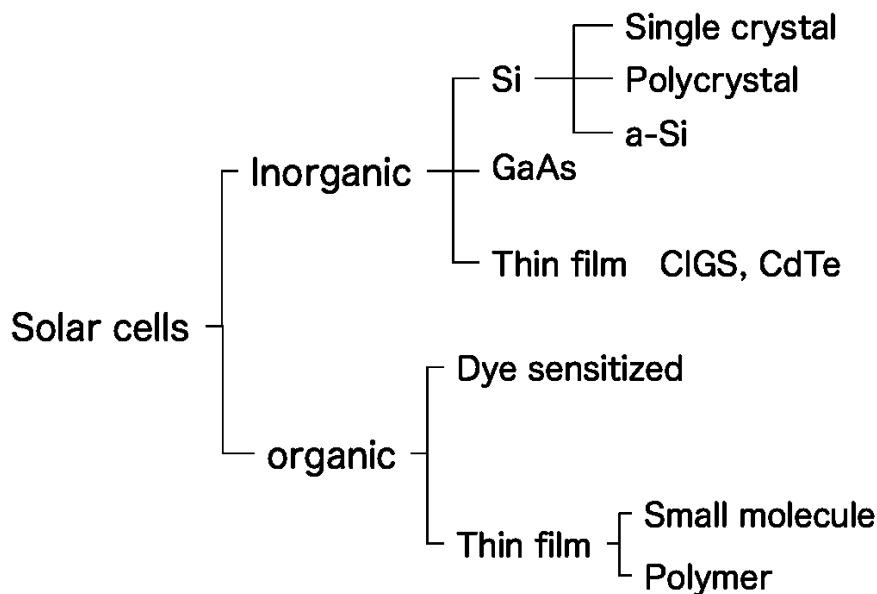 Single crystal
Si
Polycrystal
a-Si
Inorganic
GaAs
Thin film CIGS, CdTe
Solar cells
Dye sensitized
organic
Small molecule
Thin film
Polymer